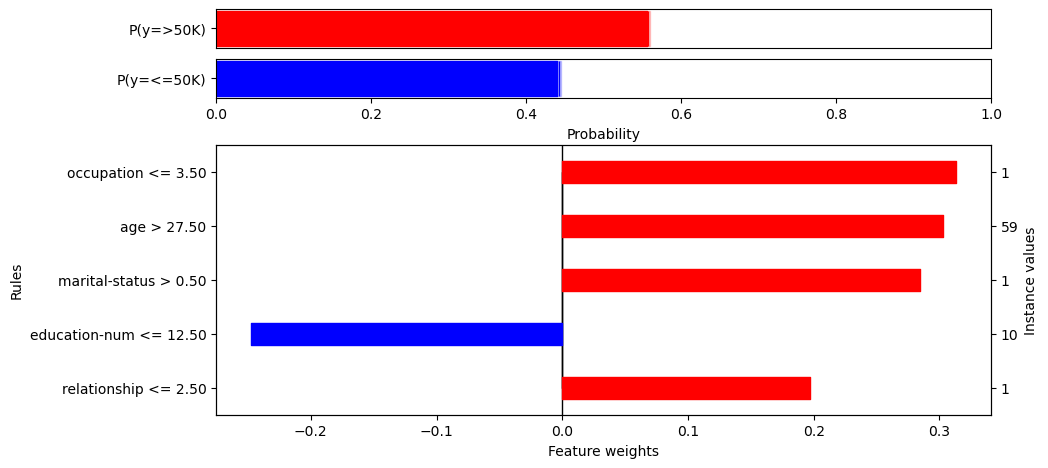 P(y=>50K)
P(y=<=50K)
0.0 0.2 0.4 0.6 0.8 1.0
Probability
occupation <= 3.50 1
age > 27.50 59
marital-status > 0.50 1
education-num <= 12.50 10
relationship <= 2.50 1
Rules
Instance values
−0.2 −0.1 0.0 0.1 0.2 0.3
Feature weights